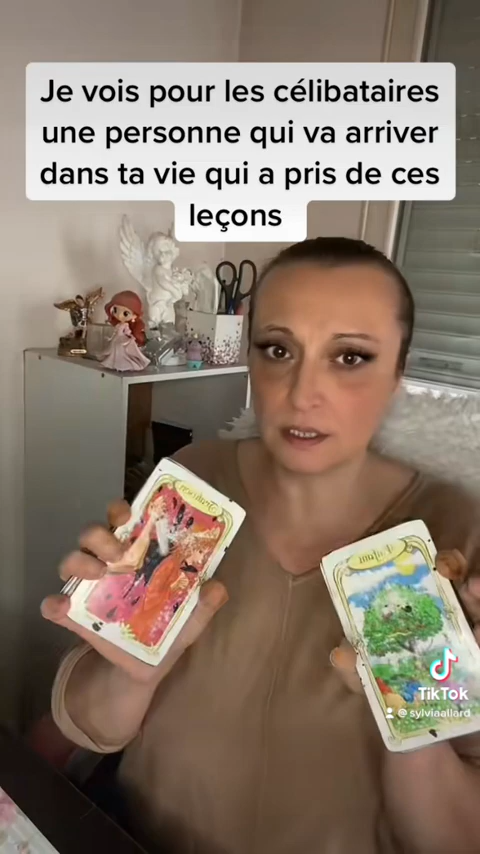 Je vois pour les célibataires
une personne qui va arriver
dans ta vie qui a pris de ces
leçons
TikTok
@ sylviaallard